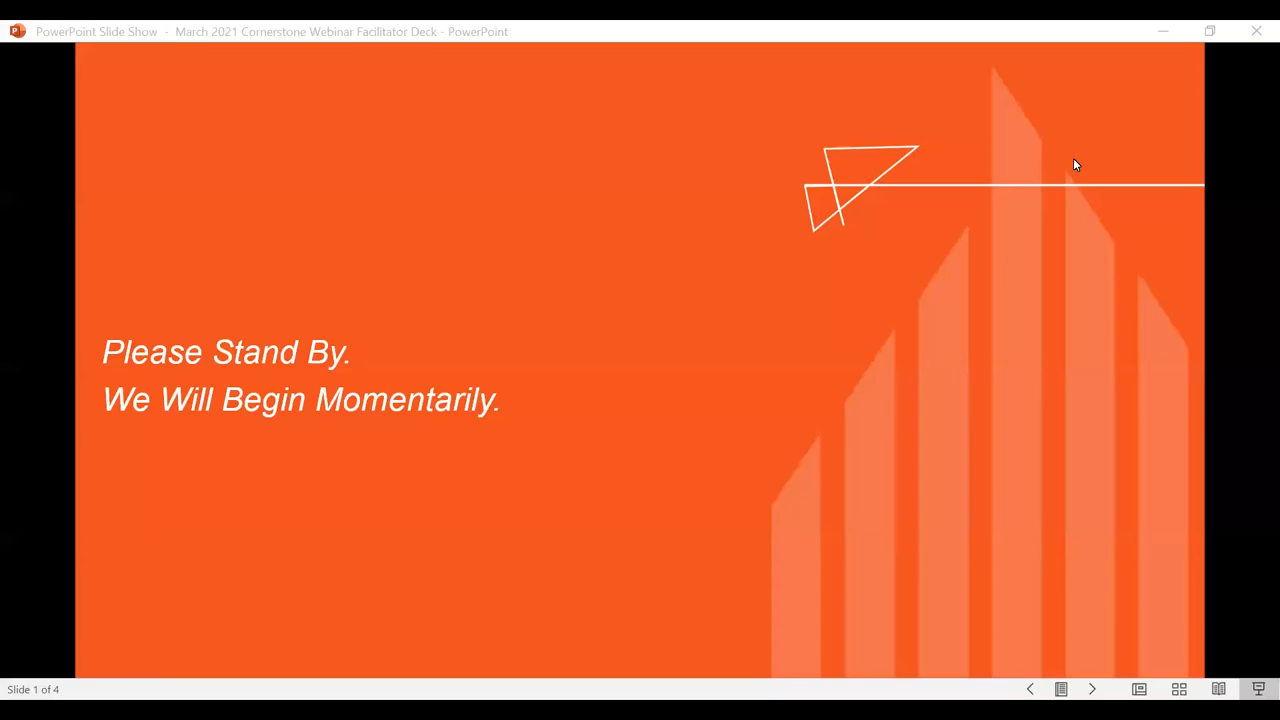 PowerPoint Slide Show - March 2021 Cornerstone Webinar Facilitator Deck - PowerPoint
Please Stand By.
We Will Begin Momentarily.
Slide 1 of 4